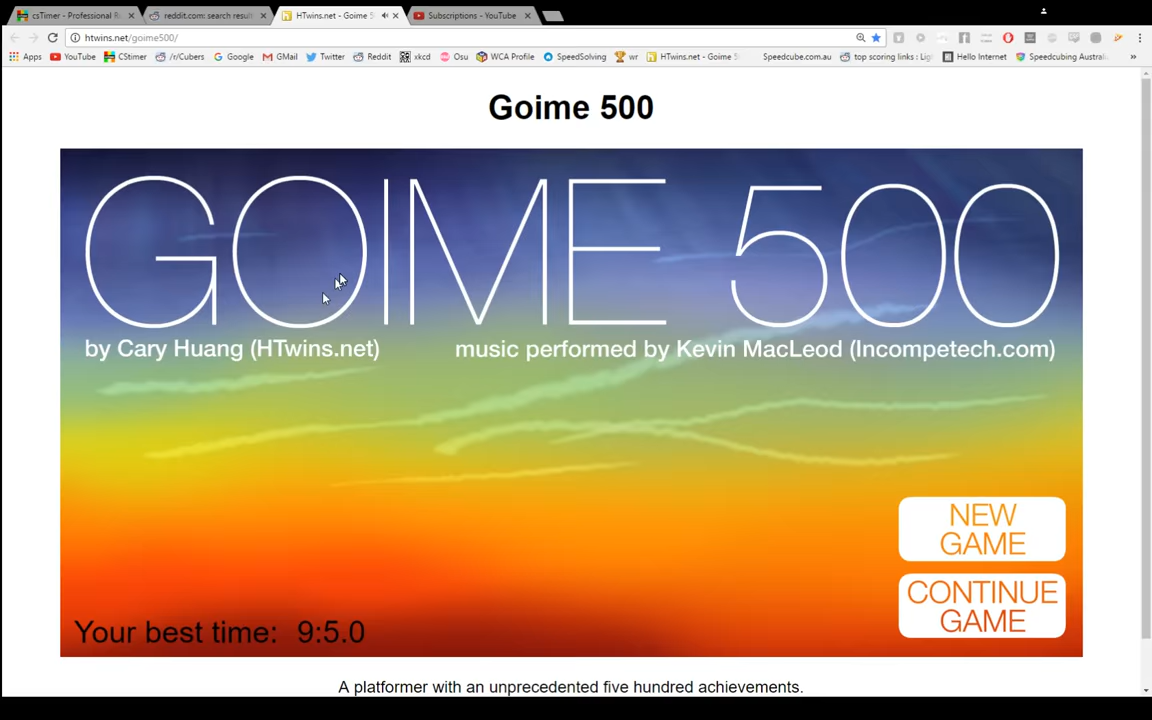 csTimer - Professional Ru
reddit.com: search result
HTwins.net - Goime 5
Subscriptions - YouTube
htwins.net/goime500/
Apps YouTube CStimer /r/Cubers Google GMail Twitter Reddit xkcd Osu WCA Profile SpeedSolving wr HTwins.net - Goime 5 Speedcube.com.au top scoring links : Lig Hello Internet Speedcubing Austral »
Goime 500
GOIME 500
by Cary Huang (HTwins.net) music performed by Kevin MacLeod (Incompetech.com)
NEW
GAME
CONTINUE
GAME
Your best time: 9:5.0
A platformer with an unprecedented five hundred achievements.